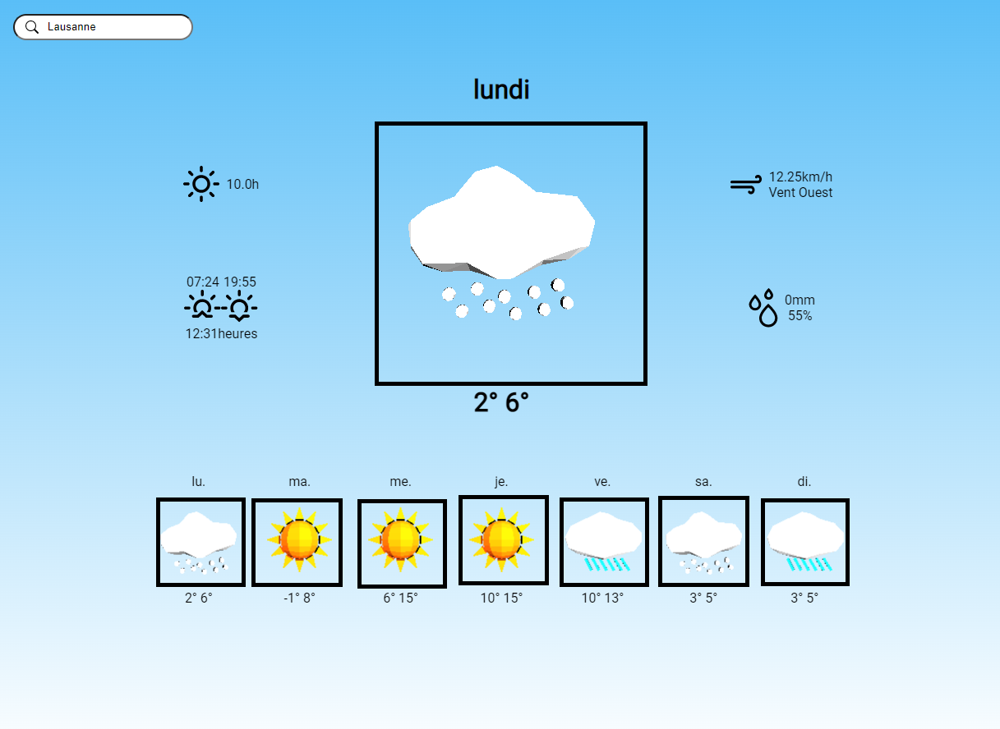 Lausanne
lundi
10.0h
12.25km/h
Vent Ouest
07:24 19:55
12:31heures
0mm
55%
2° 6°
lu. ma. me. je. ve. sa. di.
2° 6° -1° 8° 6° 15° 10° 15° 10° 13° 3° 5° 3° 5°